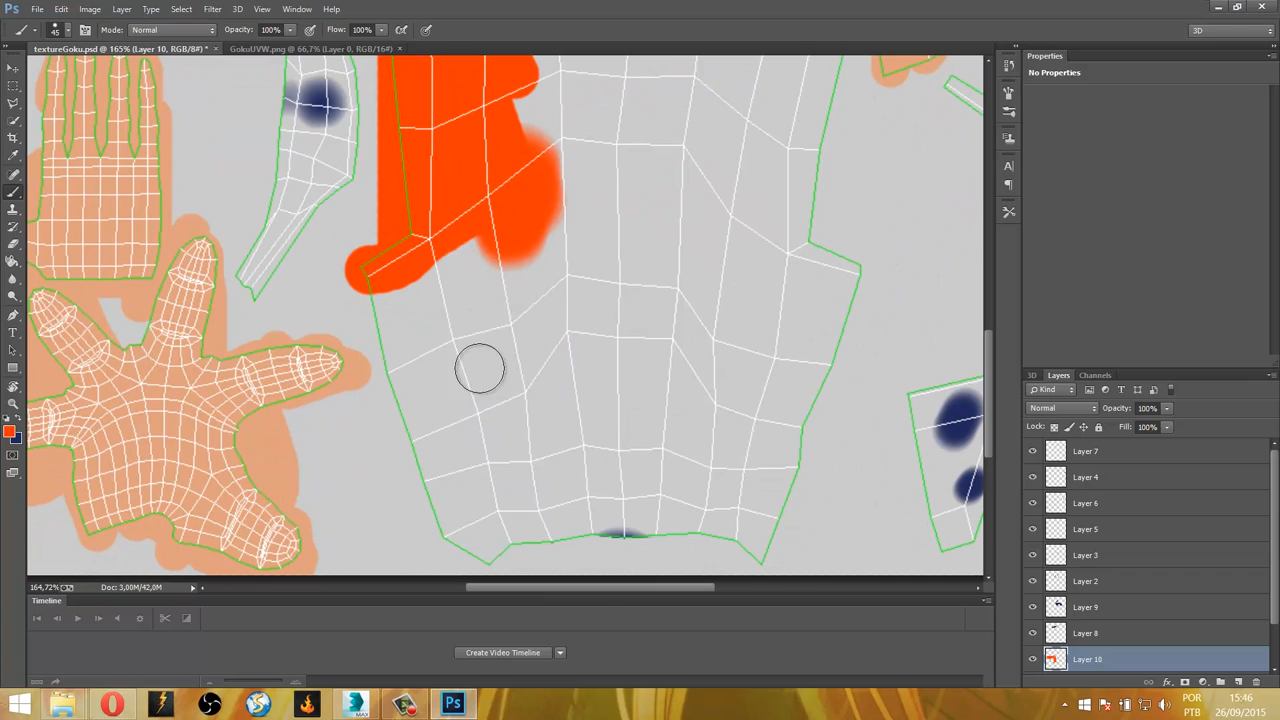 Ps File Edit Image Layer Type Select Filter 3D View Window Help
45 Mode: Normal Opacity: 100% Flow: 100% 3D
textureGoku.psd @ 165% (Layer 10, RGB/8#) * × GokuUVW.png @ 66,7% (Layer 0, RGB/16#) ×
Properties
No Properties
3D Layers Channels
Kind
Normal Opacity: 100%
Lock: Fill: 100%
Layer 7
Layer 4
Layer 6
Layer 5
Layer 3
Layer 2
Layer 9
Layer 8
Layer 10
164,72% Doc: 3,00M/42,0M
Timeline
Create Video Timeline
MAX
Ps
POR
PTB
15:46
26/09/2015